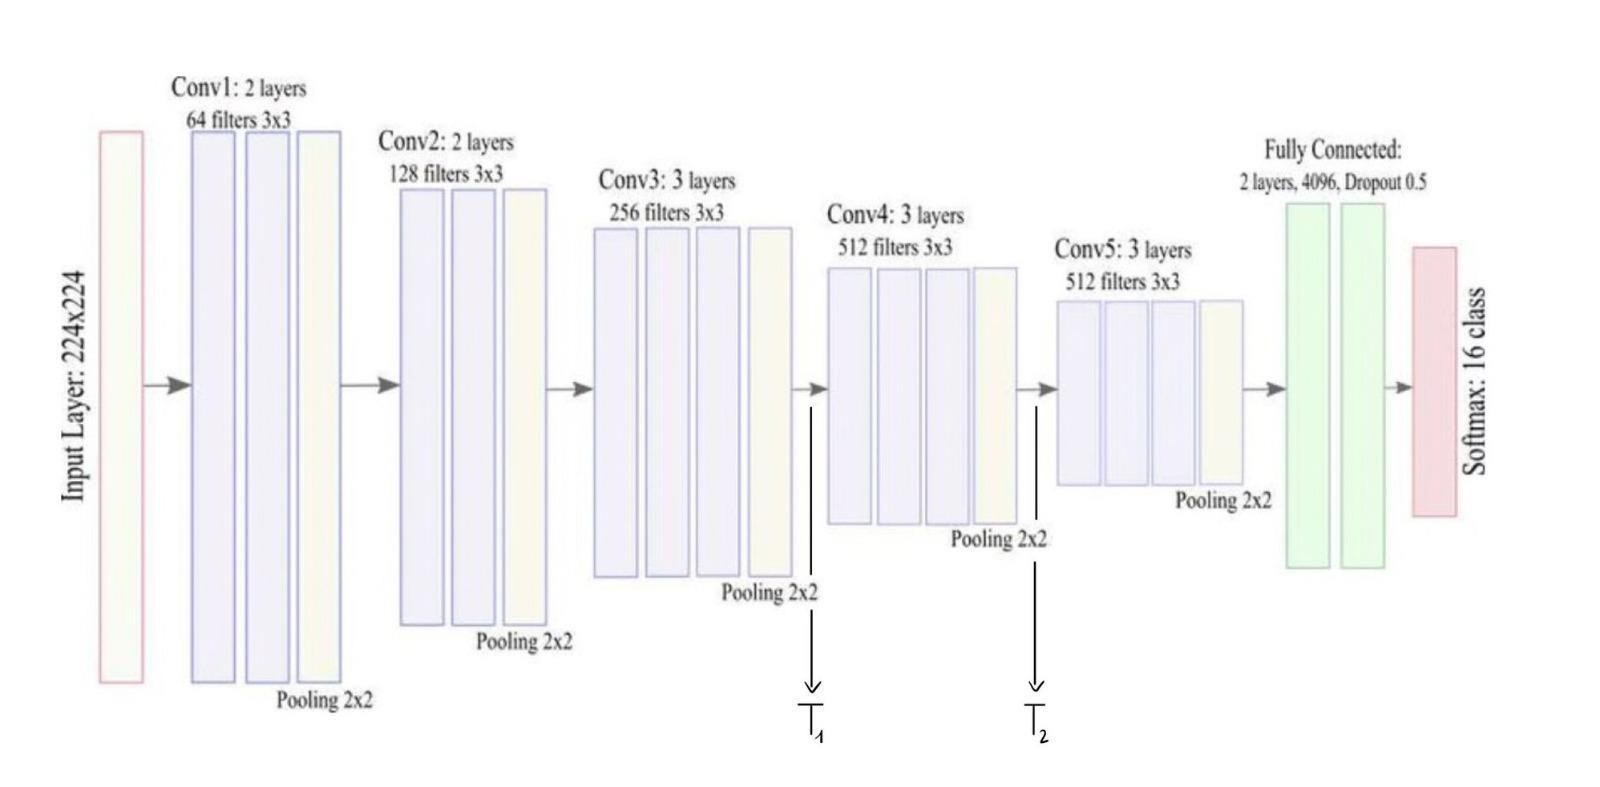 Input Layer: 224x224
Conv1: 2 layers
64 filters 3x3
Pooling 2x2
Conv2: 2 layers
128 filters 3x3
Pooling 2x2
Conv3: 3 layers
256 filters 3x3
Pooling 2x2
Conv4: 3 layers
512 filters 3x3
Pooling 2x2
Conv5: 3 layers
512 filters 3x3
Pooling 2x2
Fully Connected:
2 layers, 4096, Dropout 0.5
Softmax: 16 class
T1
T2